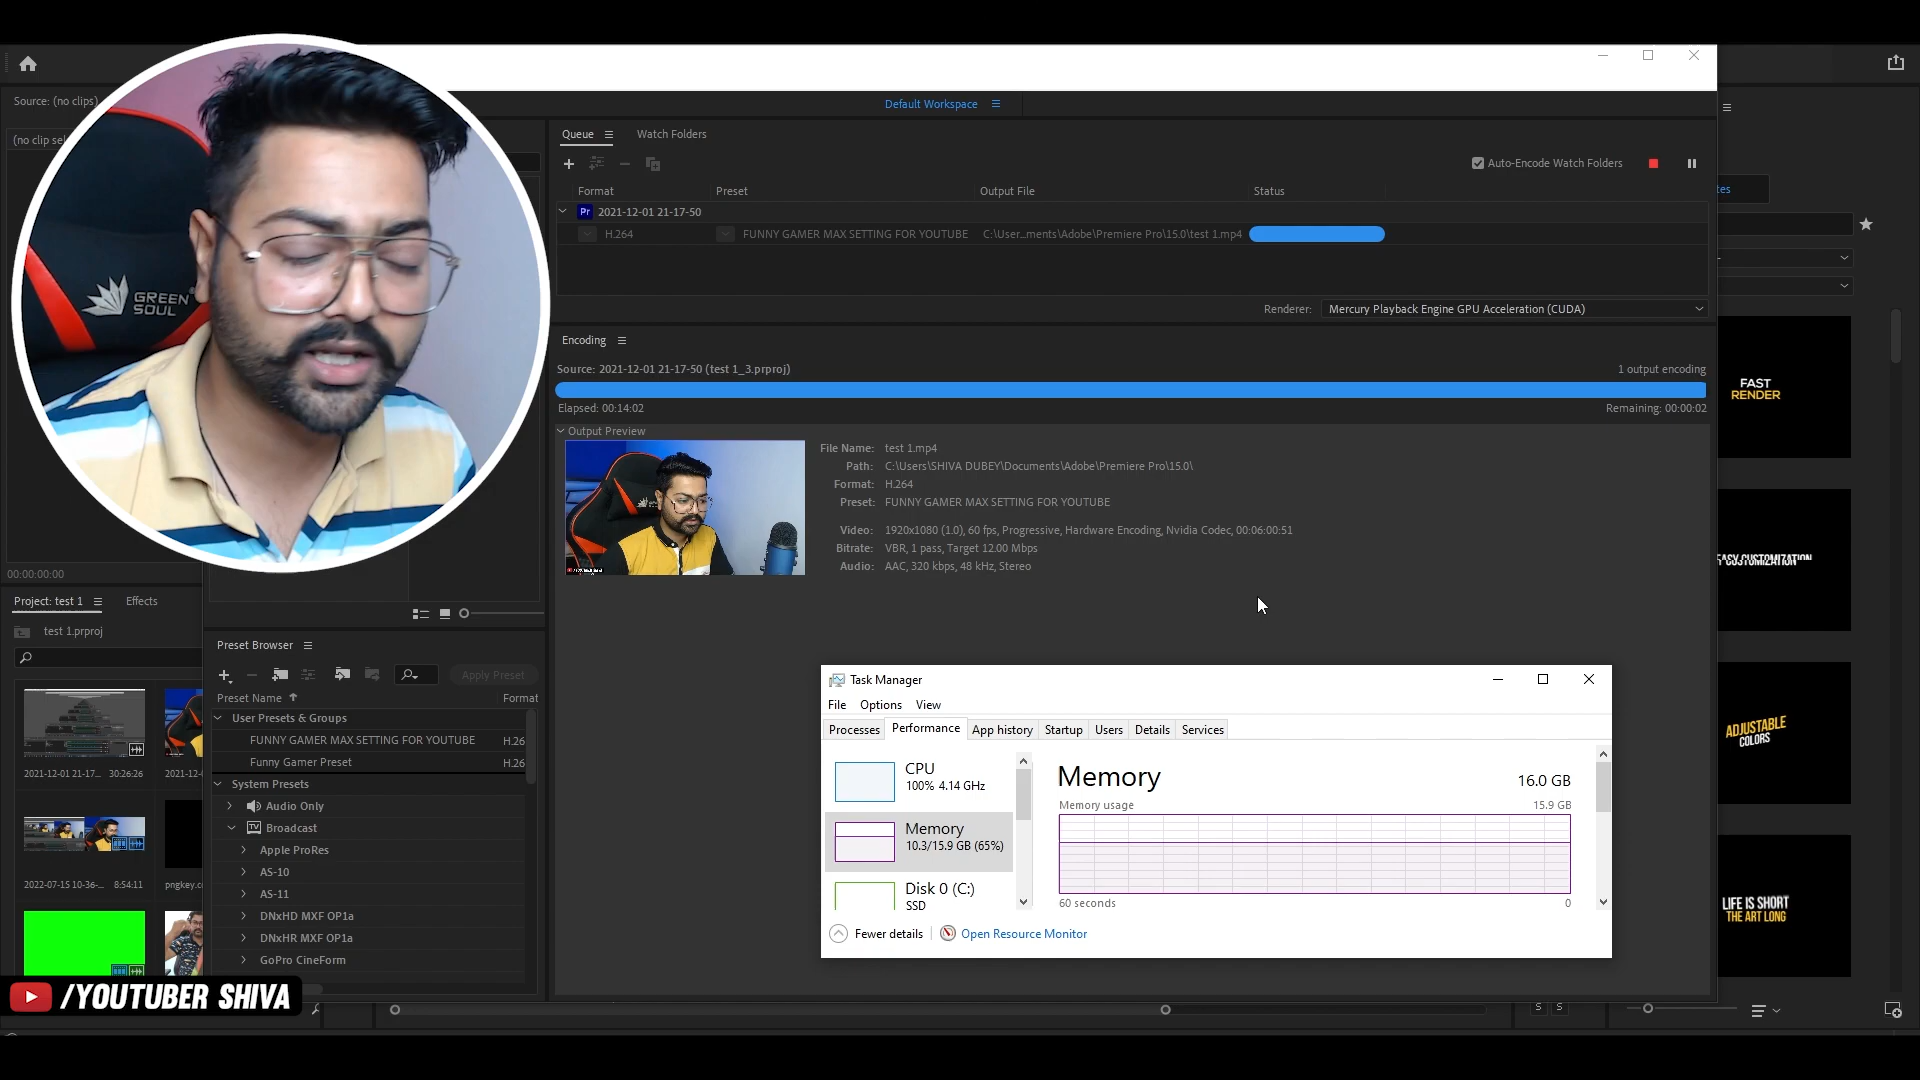 Source: (no clips)
(no clip sel
GREEN
SOUL
00:00:00:00
Default Workspace
Queue
Watch Folders
Auto-Encode Watch Folders
Format
Preset
Output File
Status
Pr
2021-12-01 21-17-50
H.264
FUNNY GAMER MAX SETTING FOR YOUTUBE
C:\User...ments\Adobe\Premiere Pro\15.0\test 1.mp4
Renderer:
Mercury Playback Engine GPU Acceleration (CUDA)
Encoding
Source: 2021-12-01 21-17-50 (test 1_3.prproj)
1 output encoding
Elapsed: 00:14:02
Remaining: 00:00:02
Output Preview
File Name: test 1.mp4
Path: C:\Users\SHIVA DUBEY\Documents\Adobe\Premiere Pro\15.0\
Format: H.264
Preset: FUNNY GAMER MAX SETTING FOR YOUTUBE
Video: 1920x1080 (1.0), 60 fps, Progressive, Hardware Encoding, Nvidia Codec, 00:06:00:51
Bitrate: VBR, 1 pass, Target 12.00 Mbps
Audio: AAC, 320 kbps, 48 kHz, Stereo
Project: test 1
Effects
test 1.prproj
2021-12-01 21-17...
30:26:26
2021-12-0
2022-07-15 10-36-...
8:54:11
pngkey.c
Preset Browser
Apply Preset
Preset Name
Format
User Presets & Groups
FUNNY GAMER MAX SETTING FOR YOUTUBE
H.26
Funny Gamer Preset
H.26
System Presets
Audio Only
TV
Broadcast
Apple ProRes
AS-10
AS-11
DNxHD MXF OP1a
DNxHR MXF OP1a
GoPro CineForm
/YOUTUBER SHIVA
Task Manager
File
Options
View
Processes
Performance
App history
Startup
Users
Details
Services
CPU
100% 4.14 GHz
Memory
10.3/15.9 GB (65%)
Disk 0 (C:)
SSD
Memory
16.0 GB
Memory usage
15.9 GB
60 seconds
0
Fewer details
Open Resource Monitor
tes
FAST
RENDER
ASY CUSTOMIZATION
ADJUSTABLE
COLORS
LIFE IS SHORT
THE ART LONG
S
S